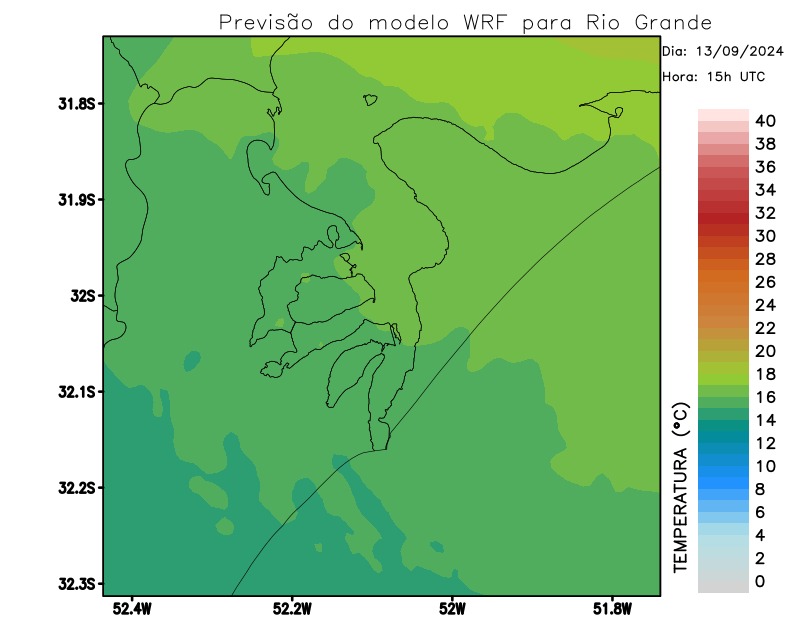 Previsão do modelo WRF para Rio Grande
Dia: 13/09/2024
Hora: 15h UTC
31.8S
31.9S
32S
32.1S
32.2S
32.3S
52.4W
52.2W
52W
51.8W
TEMPERATURA (°C)
40
38
36
34
32
30
28
26
24
22
20
18
16
14
12
10
8
6
4
2
0